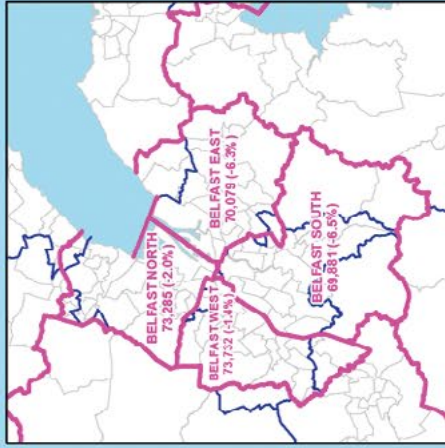 BELFAST NORTH
73,285 (-2.0%)
BELFAST EAST
70,079 (-6.3%)
BELFAST WEST
73,732 (-1.4%)
BELFAST SOUTH
69,881 (-6.5%)